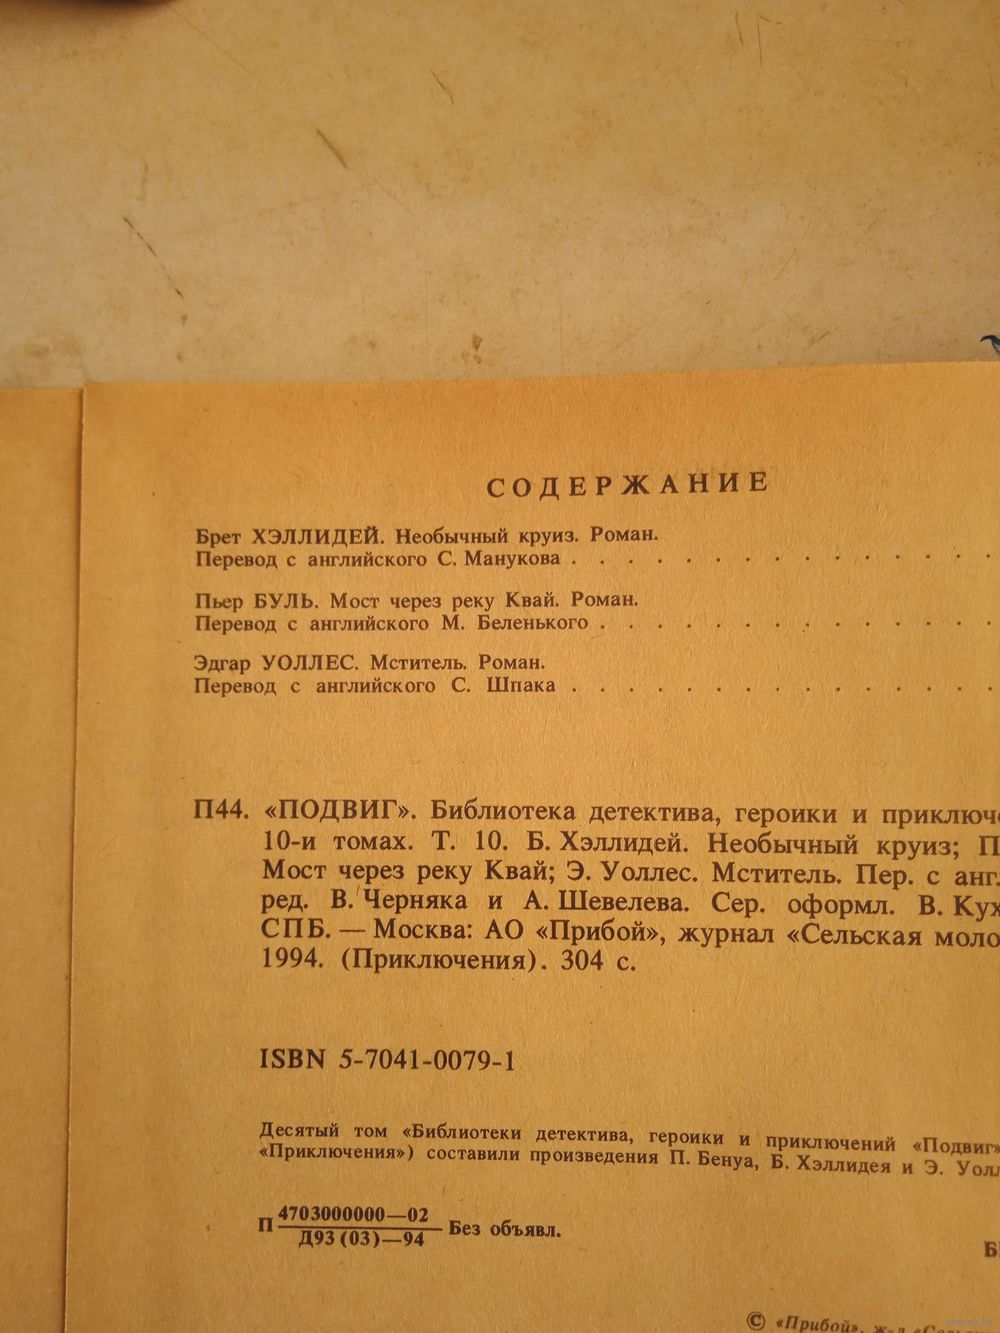 СОДЕРЖАНИЕ
Брет ХЭЛЛИДЕЙ. Необычный круиз. Роман.
Перевод с английского С. Манукова . . . . . . . . . . . . . . .
Пьер БУЛЬ. Мост через реку Квай. Роман.
Перевод с английского М. Беленького . . . . . . . . . . . . . .
Эдгар УОЛЛЕС. Мститель. Роман.
Перевод с английского С. Шпака . . . . . . . . . . . . . . .
П44. «ПОДВИГ». Библиотека детектива, героики и приключ
10-и томах. Т. 10. Б. Хэллидей. Необычный круиз; П
Мост через реку Квай; Э. Уоллес. Мститель. Пер. с анг.
ред. В. Черняка и А. Шевелева. Сер. оформл. В. Кух
СПБ. — Москва: АО «Прибой», журнал «Сельская моло
1994. (Приключения). 304 с.
ISBN 5-7041-0079-1
Десятый том «Библиотеки детектива, героики и приключений «Подвиг»
«Приключения») составили произведения П. Бенуа, Б. Хэллидея и Э. Уол
П 4703000000—02
Д93(03)—94 Без объявл.
Б
© «Прибой», ж-л «Сел